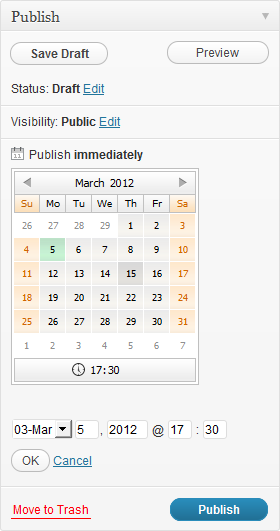 Publish
Save Draft Preview
Status: Draft Edit
Visibility: Public Edit
Publish immediately
March 2012
Su Mo Tu We Th Fr Sa
26 27 28 29 1 2 3
4 5 6 7 8 9 10
11 12 13 14 15 16 17
18 19 20 21 22 23 24
25 26 27 28 29 30 31
1 2 3 4 5 6 7
17:30
03-Mar 5 , 2012 @ 17 : 30
OK Cancel
Move to Trash Publish